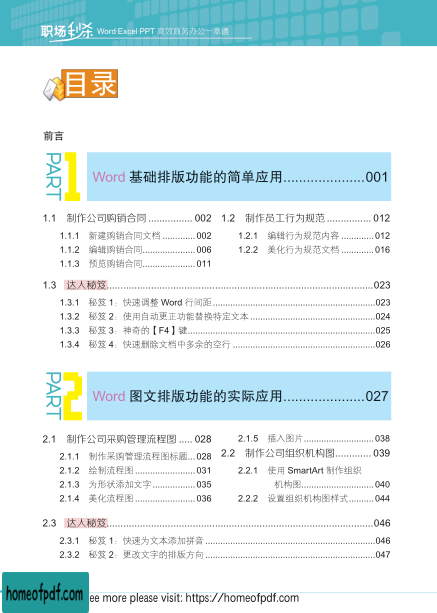 职场秒杀 Word·Excel·PPT 高效商务办公一本通
目录
前言
PART 1
Word 基础排版功能的简单应用.....................001
1.1 制作公司购销合同................ 002
1.1.1 新建购销合同文档............. 002
1.1.2 编辑购销合同..................... 006
1.1.3 预览购销合同..................... 011
1.2 制作员工行为规范................ 012
1.2.1 编辑行为规范内容............. 012
1.2.2 美化行为规范文档............. 016
1.3 达人秘笈.....................023
1.3.1 秘笈 1：快速调整 Word 行间距.....................023
1.3.2 秘笈 2：使用自动更正功能替换特定文本.....................024
1.3.3 秘笈 3：神奇的【F4】键.....................025
1.3.4 秘笈 4：快速删除文档中多余的空行.....................026
PART 2
Word 图文排版功能的实际应用.....................027
2.1 制作公司采购管理流程图..... 028
2.1.1 制作采购管理流程图标题... 028
2.1.2 绘制流程图..................... 031
2.1.3 为形状添加文字................ 035
2.1.4 美化流程图..................... 036
2.1.5 插入图片..................... 038
2.2 制作公司组织机构图............ 039
2.2.1 使用 SmartArt 制作组织
机构图..................... 040
2.2.2 设置组织机构图样式......... 044
2.3 达人秘笈.....................046
2.3.1 秘笈 1：快速为文本添加拼音.....................046
2.3.2 秘笈 2：更改文字的排版方向.....................047
homeofpdf.com
ee more please visit: https://homeofpdf.com